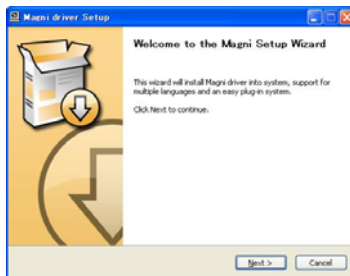 Magni driver Setup
Welcome to the Magni Setup Wizard
This wizard will install Magni driver into system, support for
multiple languages and an easy plug-in system.
Click Next to continue.
Next >
Cancel